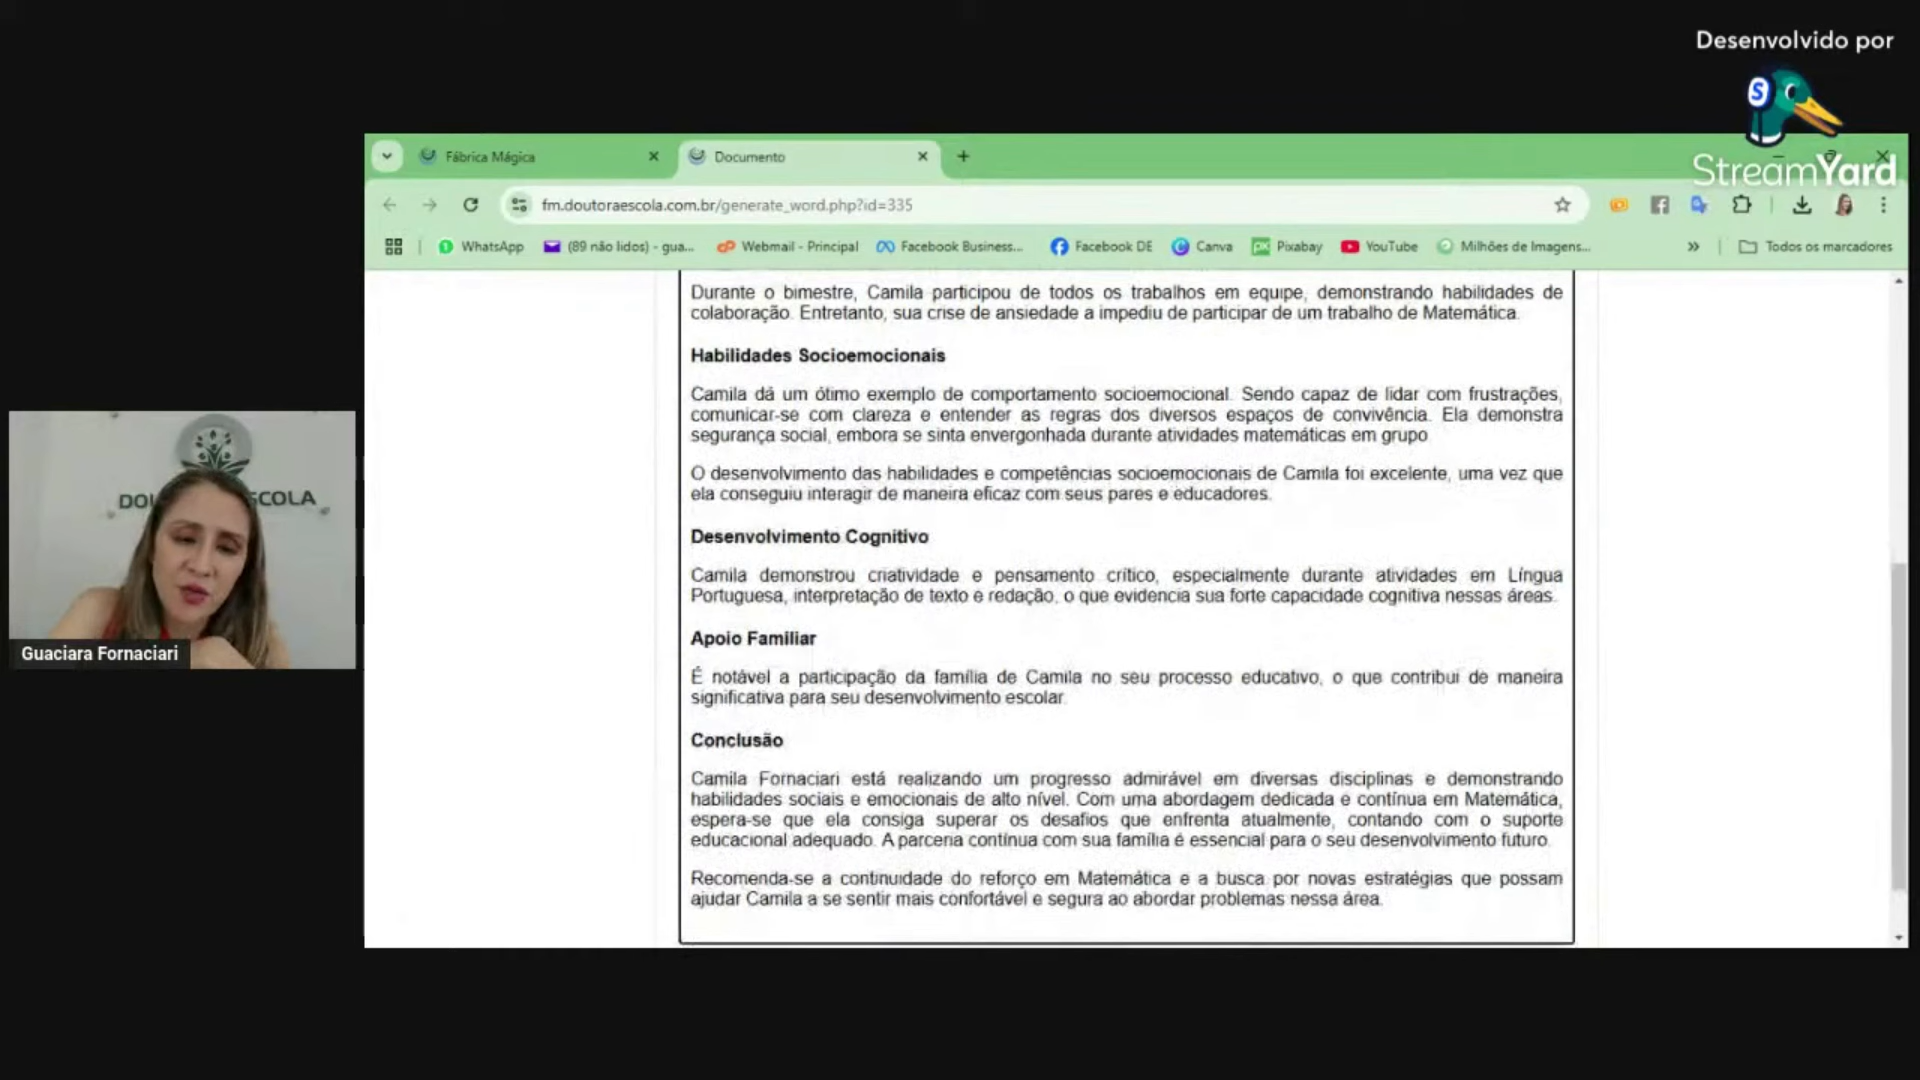 Desenvolvido por
StreamYard
Fábrica Mágica
Documento
fm.doutoraescola.com.br/generate_word.php?id=335
WhatsApp
(89 não lidos) - gua...
Webmail - Principal
Facebook Business...
Facebook DE
Canva
Pixabay
YouTube
Milhões de Imagens...
Todos os marcadores
Durante o bimestre, Camila participou de todos os trabalhos em equipe, demonstrando habilidades de
colaboração. Entretanto, sua crise de ansiedade a impediu de participar de um trabalho de Matemática.
Habilidades Socioemocionais
Camila dá um ótimo exemplo de comportamento socioemocional. Sendo capaz de lidar com frustrações,
comunicar-se com clareza e entender as regras dos diversos espaços de convivência. Ela demonstra
segurança social, embora se sinta envergonhada durante atividades matemáticas em grupo
O desenvolvimento das habilidades e competências socioemocionais de Camila foi excelente, uma vez que
ela conseguiu interagir de maneira eficaz com seus pares e educadores.
Desenvolvimento Cognitivo
Camila demonstrou criatividade e pensamento crítico, especialmente durante atividades em Língua
Portuguesa, interpretação de texto e redação, o que evidencia sua forte capacidade cognitiva nessas áreas.
Apoio Familiar
É notável a participação da família de Camila no seu processo educativo, o que contribui de maneira
significativa para seu desenvolvimento escolar.
Conclusão
Camila Fornaciari está realizando um progresso admirável em diversas disciplinas e demonstrando
habilidades sociais e emocionais de alto nível. Com uma abordagem dedicada e contínua em Matemática,
espera-se que ela consiga superar os desafios que enfrenta atualmente, contando com o suporte
educacional adequado. A parceria contínua com sua família é essencial para o seu desenvolvimento futuro.
Recomenda-se a continuidade do reforço em Matemática e a busca por novas estratégias que possam
ajudar Camila a se sentir mais confortável e segura ao abordar problemas nessa área.
Guaciara Fornaciari